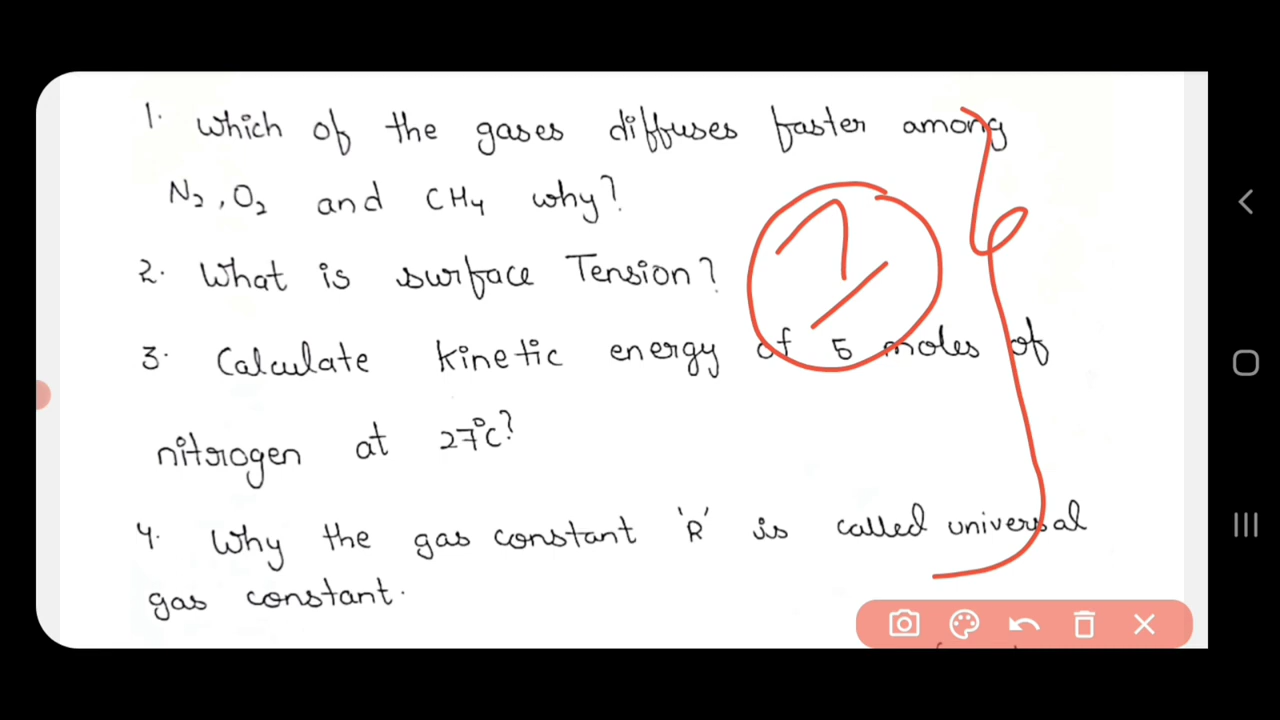 1. Which of the gases diffuses faster among
N2, O2 and CH4 why?
2. What is surface Tension?
3. Calculate kinetic energy of 5 moles of
nitrogen at 27°C?
4. Why the gas constant 'R' is called universal
gas constant.